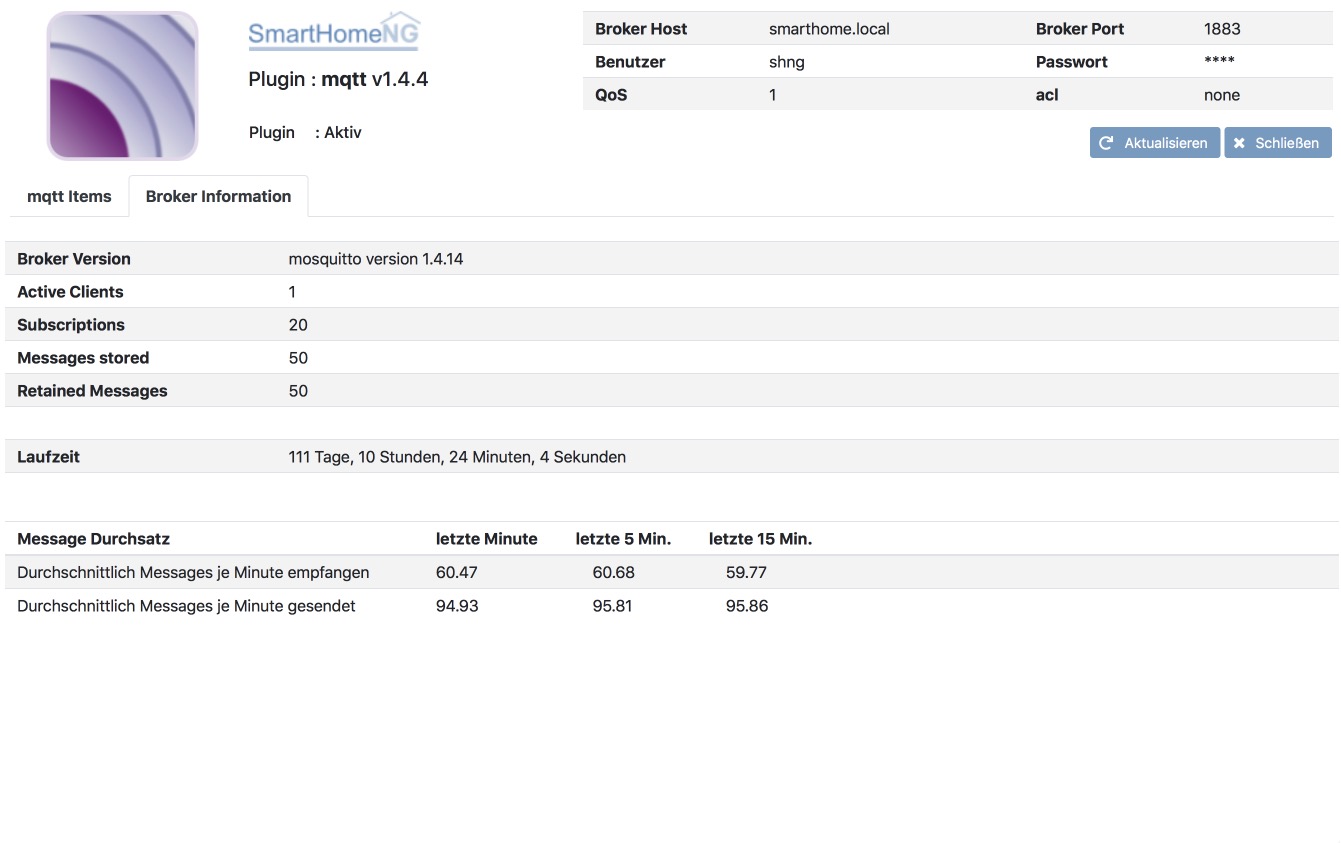 SmartHomeNG
Plugin : mqtt v1.4.4
Plugin : Aktiv
Broker Host smarthome.local Broker Port 1883
Benutzer shng Passwort ****
QoS 1 acl none
Aktualisieren Schließen
mqtt Items Broker Information
Broker Version mosquitto version 1.4.14
Active Clients 1
Subscriptions 20
Messages stored 50
Retained Messages 50
Laufzeit 111 Tage, 10 Stunden, 24 Minuten, 4 Sekunden
Message Durchsatz letzte Minute letzte 5 Min. letzte 15 Min.
Durchschnittlich Messages je Minute empfangen 60.47 60.68 59.77
Durchschnittlich Messages je Minute gesendet 94.93 95.81 95.86